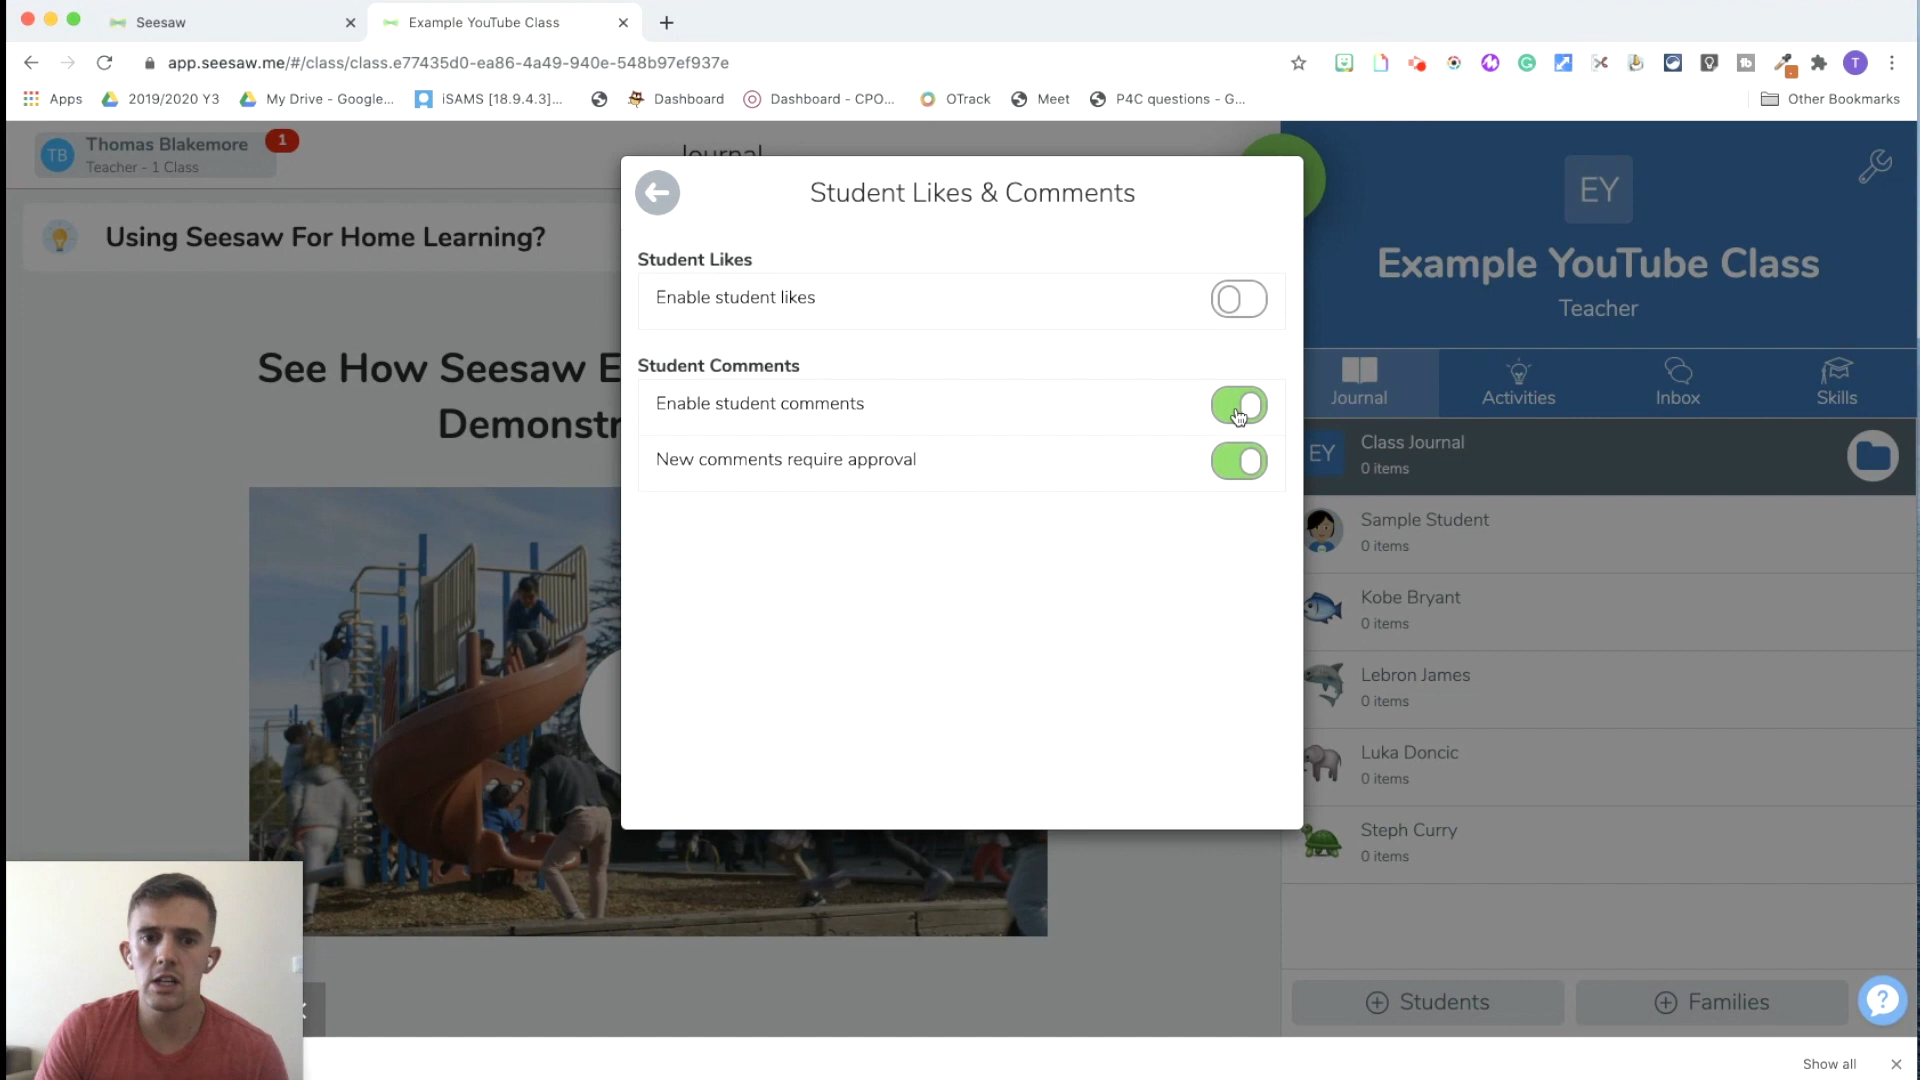 Seesaw
Example YouTube Class
app.seesaw.me/#/class/class.e77435d0-ea86-4a49-940e-548b97ef937e
T
Apps
2019/2020 Y3
My Drive - Google...
iSAMS [18.9.4.3]...
Dashboard
Dashboard - CPO...
OTrack
Meet
P4C questions - G...
Other Bookmarks
TB
Thomas Blakemore
Teacher - 1 Class
1
Journal
Using Seesaw For Home Learning?
See How Seesaw E
Demonstr
Student Likes & Comments
Student Likes
Enable student likes
Student Comments
Enable student comments
New comments require approval
EY
Example YouTube Class
Teacher
Journal
Activities
Inbox
Skills
EY
Class Journal
0 items
Sample Student
0 items
Kobe Bryant
0 items
Lebron James
0 items
Luka Doncic
0 items
Steph Curry
0 items
Students
Families
?
Show all